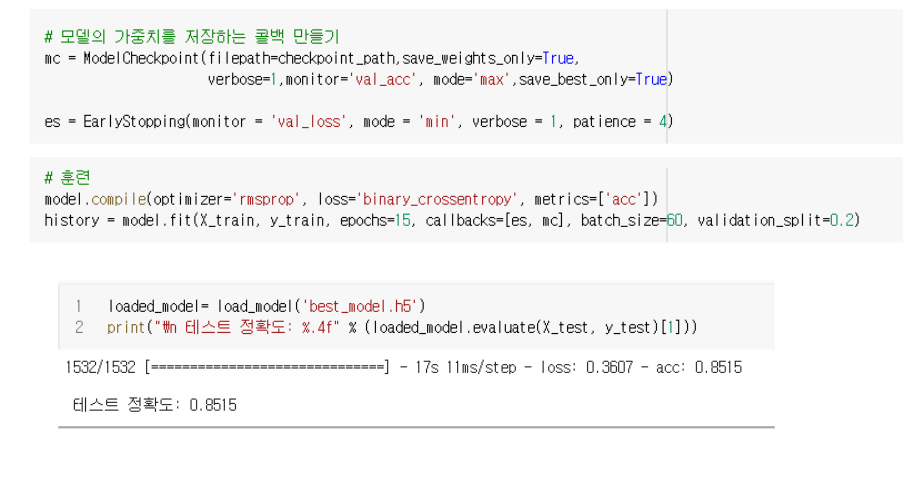 # 모델의 가중치를 저장하는 콜백 만들기
mc = ModelCheckpoint(filepath=checkpoint_path,save_weights_only=True,
verbose=1,monitor='val_acc', mode='max',save_best_only=True)
es = EarlyStopping(monitor = 'val_loss', mode = 'min', verbose = 1, patience = 4)
# 훈련
model.compile(optimizer='rmsprop', loss='binary_crossentropy', metrics=['acc'])
history = model.fit(X_train, y_train, epochs=15, callbacks=[es, mc], batch_size=60, validation_split=0.2)
1 loaded_model= load_model('best_model.h5')
2 print("₩n 테스트 정확도: %.4f" % (loaded_model.evaluate(X_test, y_test)[1]))
1532/1532 [==============================] - 17s 11ms/step - loss: 0.3607 - acc: 0.8515
테스트 정확도: 0.8515